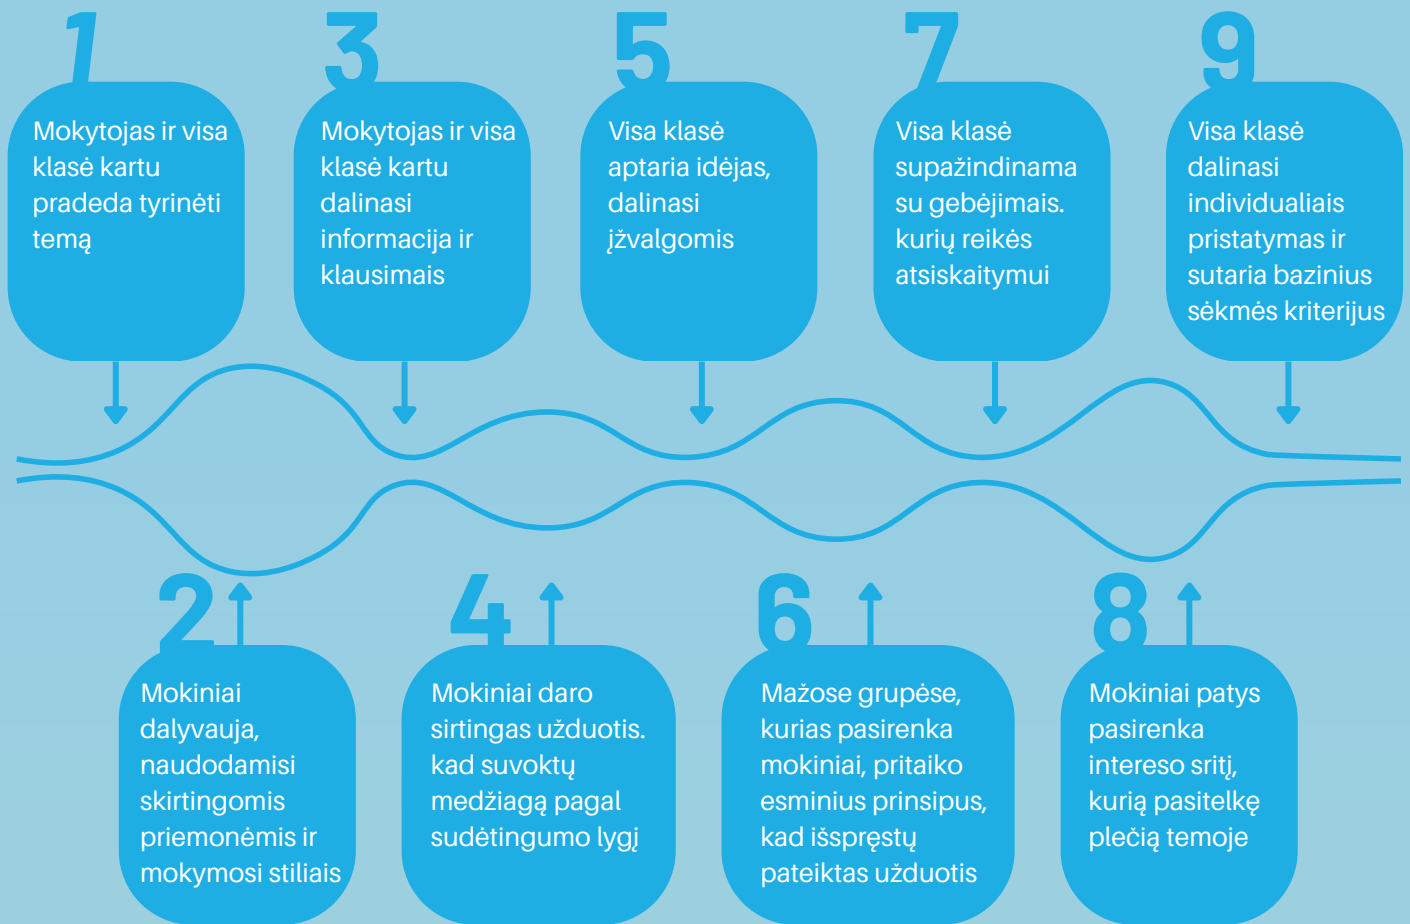 1
Mokytojas ir visa
klasė kartu
pradeda tyrinėti
temą
2
Mokiniai
dalyvauja,
naudodamisi
skirtingomis
priemonėmis ir
mokymosi stiliais
3
Mokytojas ir visa
klasė kartu
dalinasi
informacija ir
klausimais
4
Mokiniai daro
sirtingas užduotis.
kad suvoktų
medžiagą pagal
sudėtingumo lygį
5
Visa klasė
aptaria idėjas,
dalinasi
įžvalgomis
6
Mažose grupėse,
kurias pasirenka
mokiniai, pritaiko
esminius prinsipus,
kad išspręstų
pateiktas užduotis
7
Visa klasė
supažindinama
su gebėjimais.
kurių reikės
atsiskaitymui
8
Mokiniai patys
pasirenka
intereso sritį,
kurią pasitelkę
plečią temoje
9
Visa klasė
dalinasi
individualiais
pristatymas ir
sutaria bazinius
sėkmės kriterijus